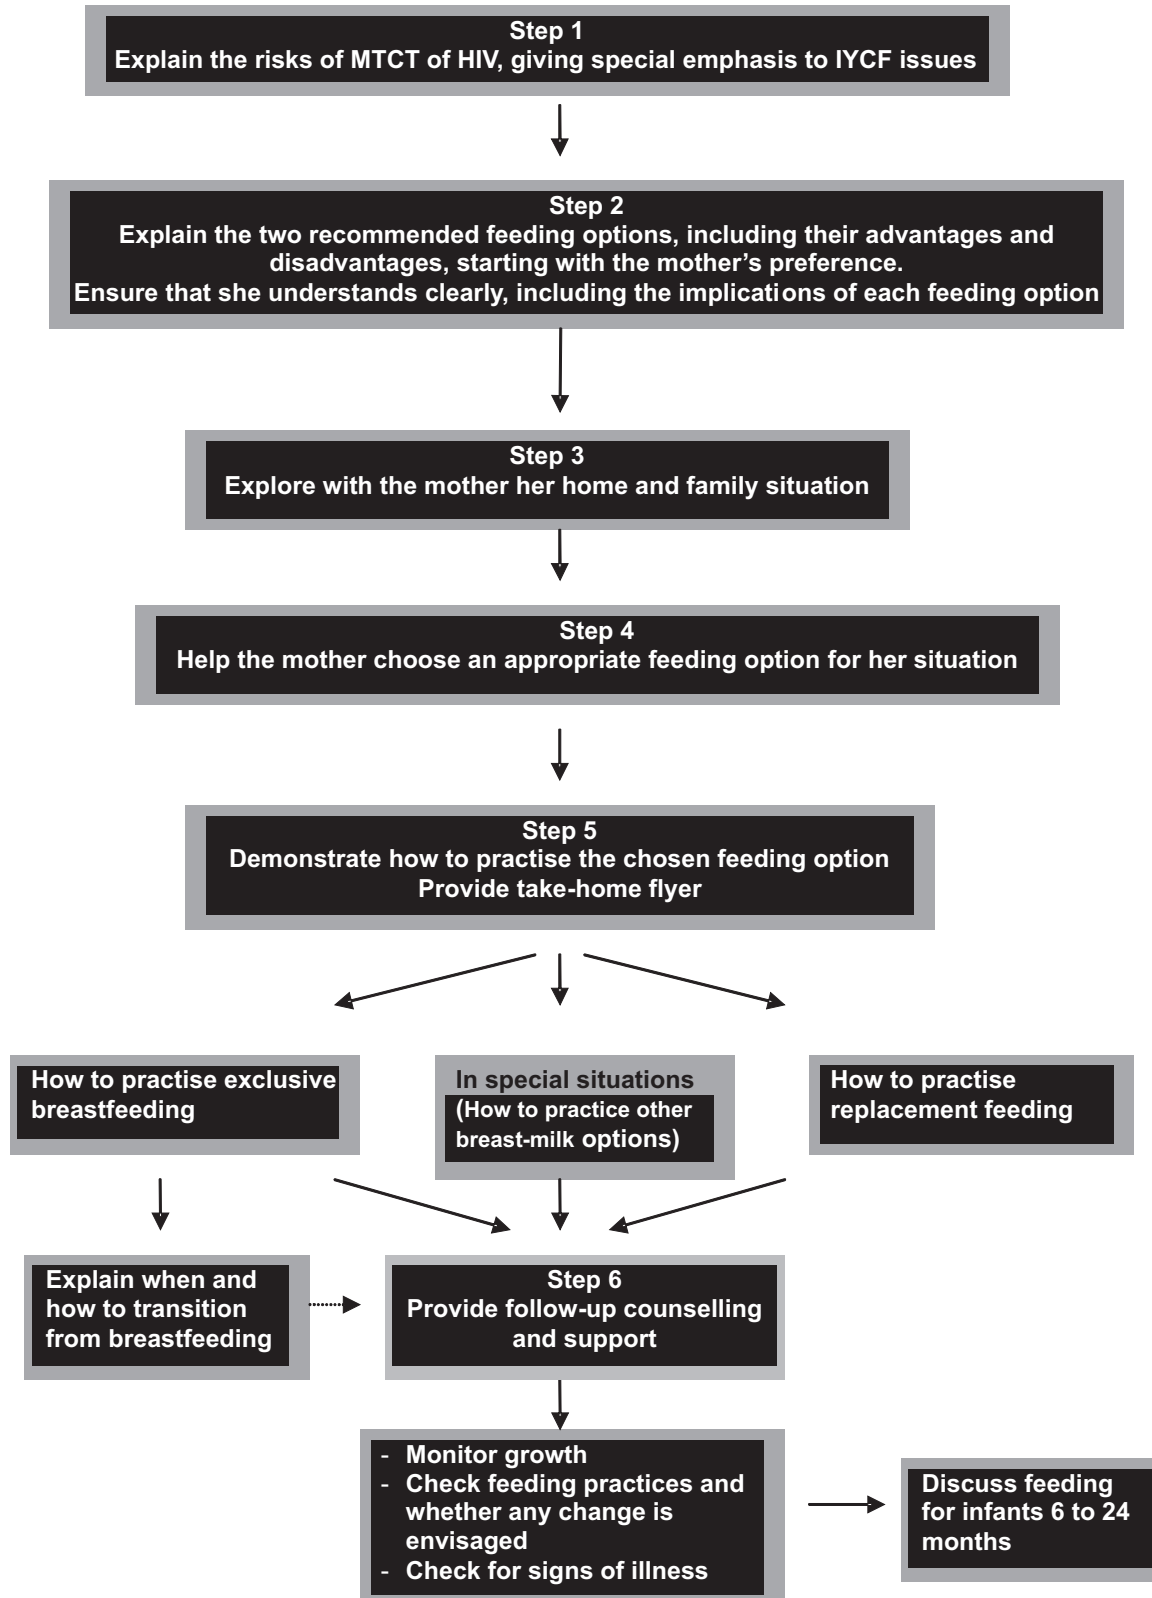 Step 1
Explain the risks of MTCT of HIV, giving special emphasis to IYCF issues
Step 2
Explain the two recommended feeding options, including their advantages and
disadvantages, starting with the mother’s preference.
Ensure that she understands clearly, including the implications of each feeding option
Step 3
Explore with the mother her home and family situation
Step 4
Help the mother choose an appropriate feeding option for her situation
Step 5
Demonstrate how to practise the chosen feeding option
Provide take-home flyer
How to practise exclusive
breastfeeding
In special situations
(How to practice other
breast-milk options)
How to practise
replacement feeding
Explain when and
how to transition
from breastfeeding
Step 6
Provide follow-up counselling
and support
- Monitor growth
- Check feeding practices and
whether any change is
envisaged
- Check for signs of illness
Discuss feeding
for infants 6 to 24
months